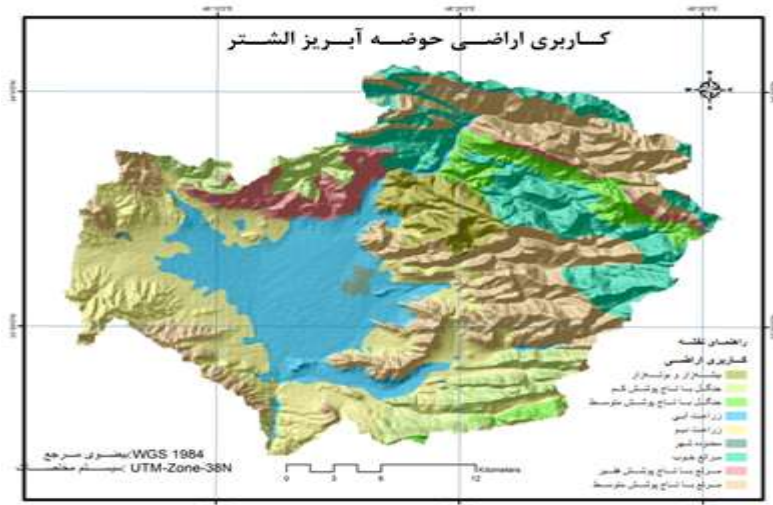 کاربری اراضی حوضه آبریز الشتر
راهنمای نقشه
کاربری اراضی
بیشه‌زار و بوته‌زار
جنگل با تاج پوشش کم
جنگل با تاج پوشش متوسط
زراعت آبی
زراعت دیم
محدوده شهر
مراتع خوب
مرتع با تاج پوشش فقیر
مرتع با تاج پوشش متوسط
بیضوی مرجع:WGS 1984
سیستم مختصات: UTM-Zone-38N
0 3 6 12
Kilometers